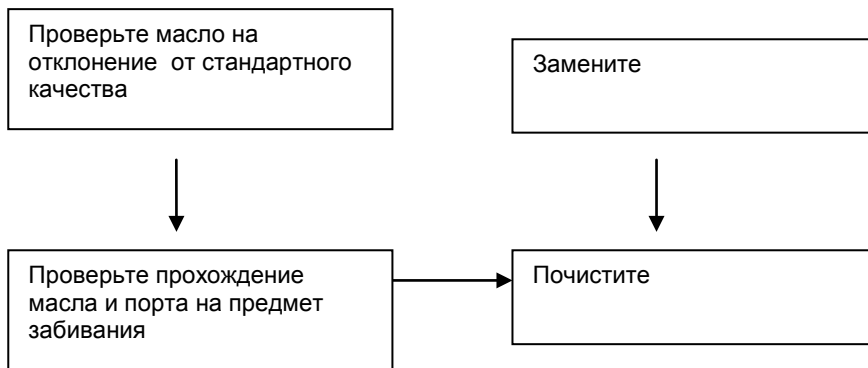 Проверьте масло на
отклонение от стандартного
качества
Замените
Проверьте прохождение
масла и порта на предмет
забивания
Почистите